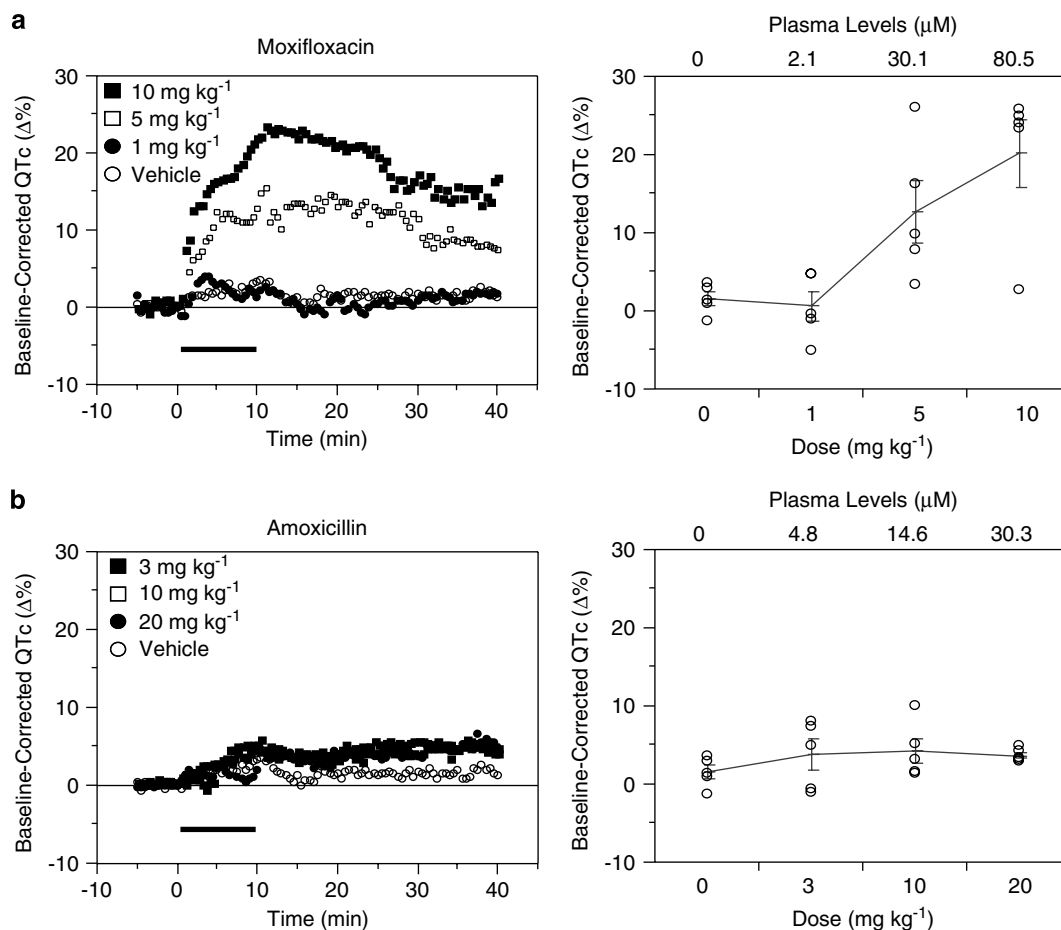 a
Moxifloxacin
10 mg kg⁻¹
5 mg kg⁻¹
1 mg kg⁻¹
Vehicle
Baseline-Corrected QTc (Δ%)
30
20
10
0
-10
-10 0 10 20 30 40
Time (min)
Plasma Levels (μM)
0 2.1 30.1 80.5
Baseline-Corrected QTc (Δ%)
30
20
10
0
-10
0 1 5 10
Dose (mg kg⁻¹)
b
Amoxicillin
3 mg kg⁻¹
10 mg kg⁻¹
20 mg kg⁻¹
Vehicle
Baseline-Corrected QTc (Δ%)
30
20
10
0
-10
-10 0 10 20 30 40
Time (min)
Plasma Levels (μM)
0 4.8 14.6 30.3
Baseline-Corrected QTc (Δ%)
30
20
10
0
-10
0 3 10 20
Dose (mg kg⁻¹)